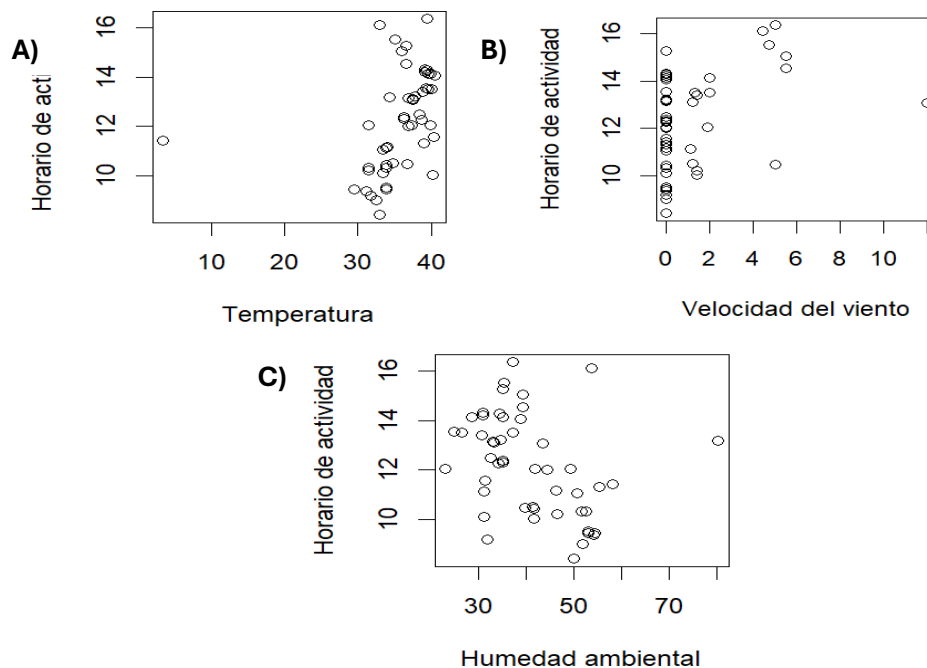 A)
Horario de acti
16
14
12
10
10
20
30
40
Temperatura
B)
Horario de actividad
16
14
12
10
0
2
4
6
8
10
Velocidad del viento
C)
Horario de actividad
16
14
12
10
30
50
70
Humedad ambiental